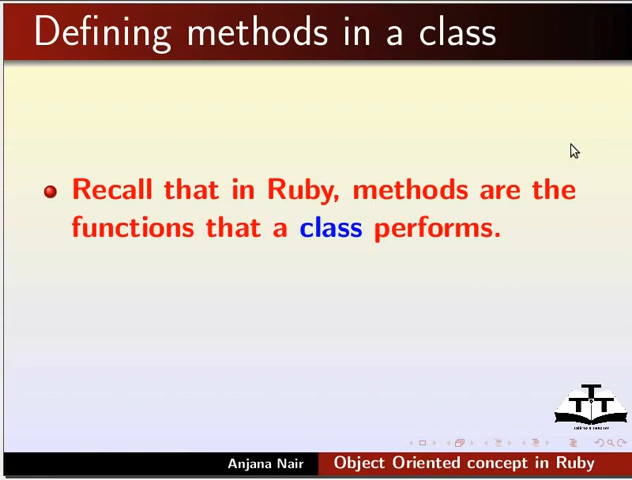 Defining methods in a class
Recall that in Ruby, methods are the
functions that a class performs.
Anjana Nair
Object Oriented concept in Ruby